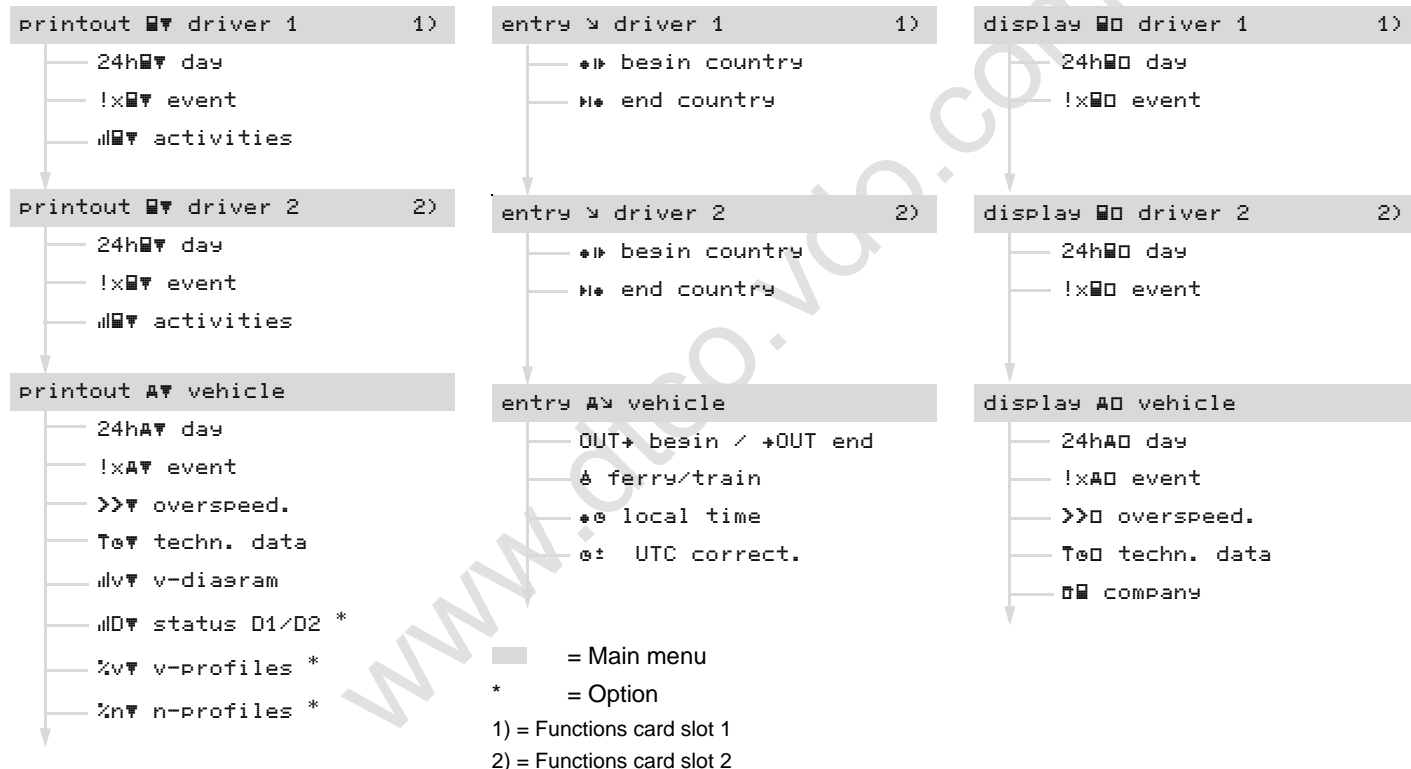 printout driver 1 1)
24h day
!x event
activities
printout driver 2 2)
24h day
!x event
activities
printout vehicle
24h day
!x event
>> overspeed.
techn. data
v v-diagram
D status D1/D2 *
%v v-profiles *
%n n-profiles *
entry driver 1 1)
begin country
end country
entry driver 2 2)
begin country
end country
entry vehicle
OUT begin / OUT end
ferry/train
local time
± UTC correct.
= Main menu
* = Option
1) = Functions card slot 1
2) = Functions card slot 2
display driver 1 1)
24h day
!x event
display driver 2 2)
24h day
!x event
display vehicle
24h day
!x event
>> overspeed.
techn. data
company
www.dtco.vdo.com